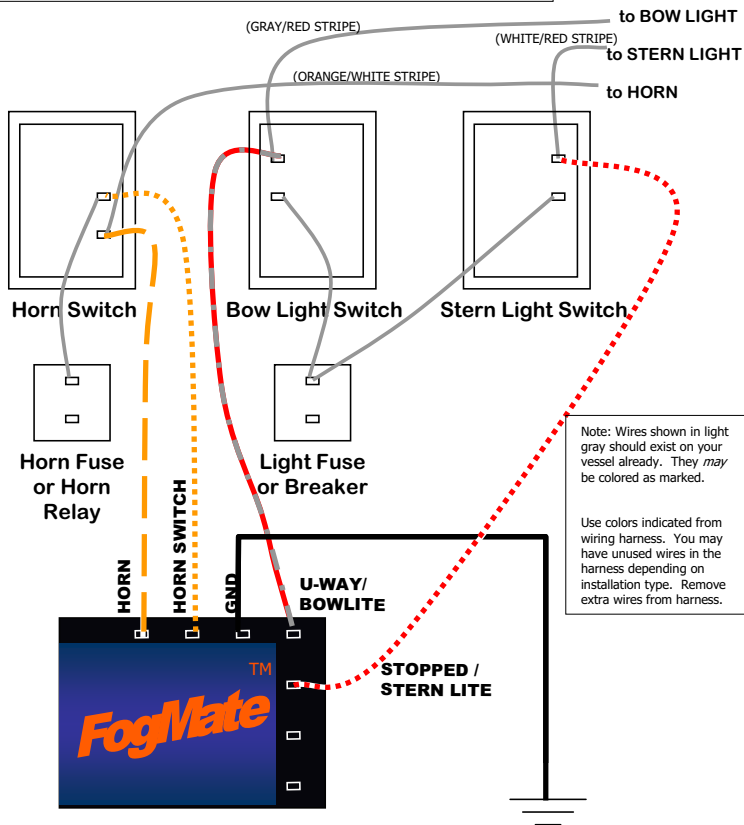 to BOW LIGHT
(GRAY/RED STRIPE)
(WHITE/RED STRIPE)
to STERN LIGHT
(ORANGE/WHITE STRIPE)
to HORN
Horn Switch
Bow Light Switch
Stern Light Switch
Horn Fuse
or Horn
Relay
Light Fuse
or Breaker
Note: Wires shown in light
gray should exist on your
vessel already. They may
be colored as marked.
Use colors indicated from
wiring harness. You may
have unused wires in the
harness depending on
installation type. Remove
extra wires from harness.
HORN
HORN SWITCH
GND
U-WAY/
BOWLITE
STOPPED /
STERN LITE
TM
FogMate